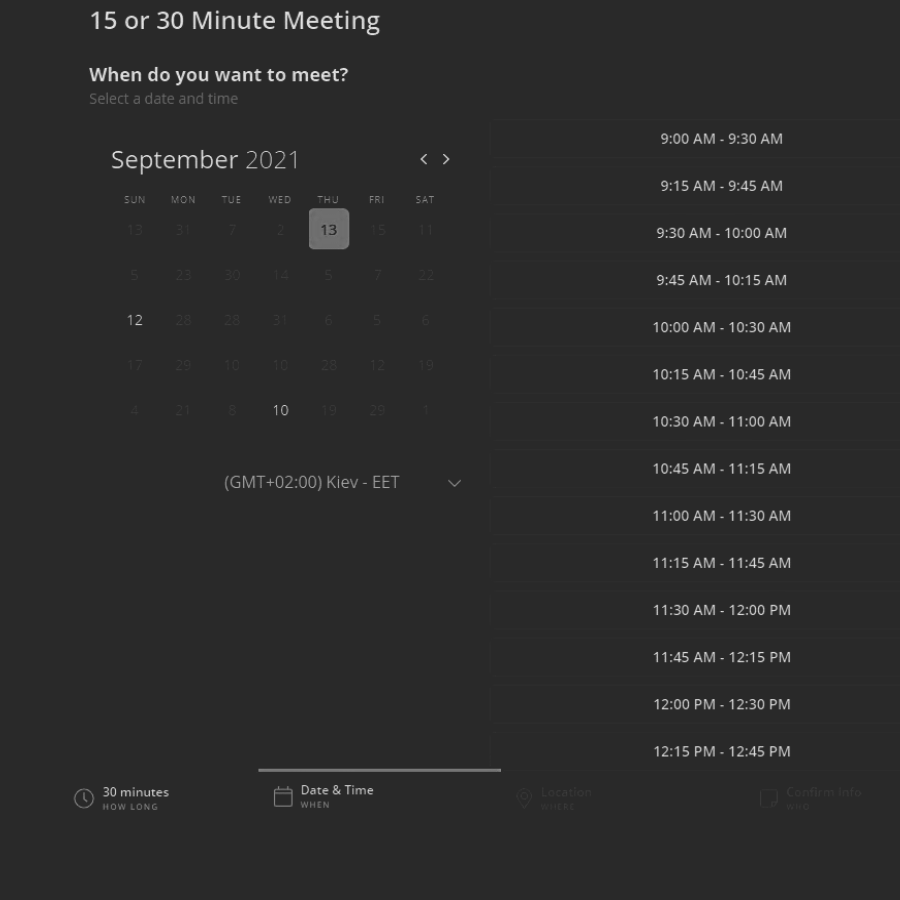 15 or 30 Minute Meeting
When do you want to meet?
Select a date and time
September 2021
SUN MON TUE WED THU FRI SAT
13 31 7 2 13 15 11
5 23 30 14 5 7 22
12 28 28 31 6 5 6
17 29 10 10 28 12 19
4 21 8 10 19 29 1
(GMT+02:00) Kiev - EET
9:00 AM - 9:30 AM
9:15 AM - 9:45 AM
9:30 AM - 10:00 AM
9:45 AM - 10:15 AM
10:00 AM - 10:30 AM
10:15 AM - 10:45 AM
10:30 AM - 11:00 AM
10:45 AM - 11:15 AM
11:00 AM - 11:30 AM
11:15 AM - 11:45 AM
11:30 AM - 12:00 PM
11:45 AM - 12:15 PM
12:00 PM - 12:30 PM
12:15 PM - 12:45 PM
30 minutes
HOW LONG
Date & Time
WHEN
Location
WHERE
Confirm Info
WHO